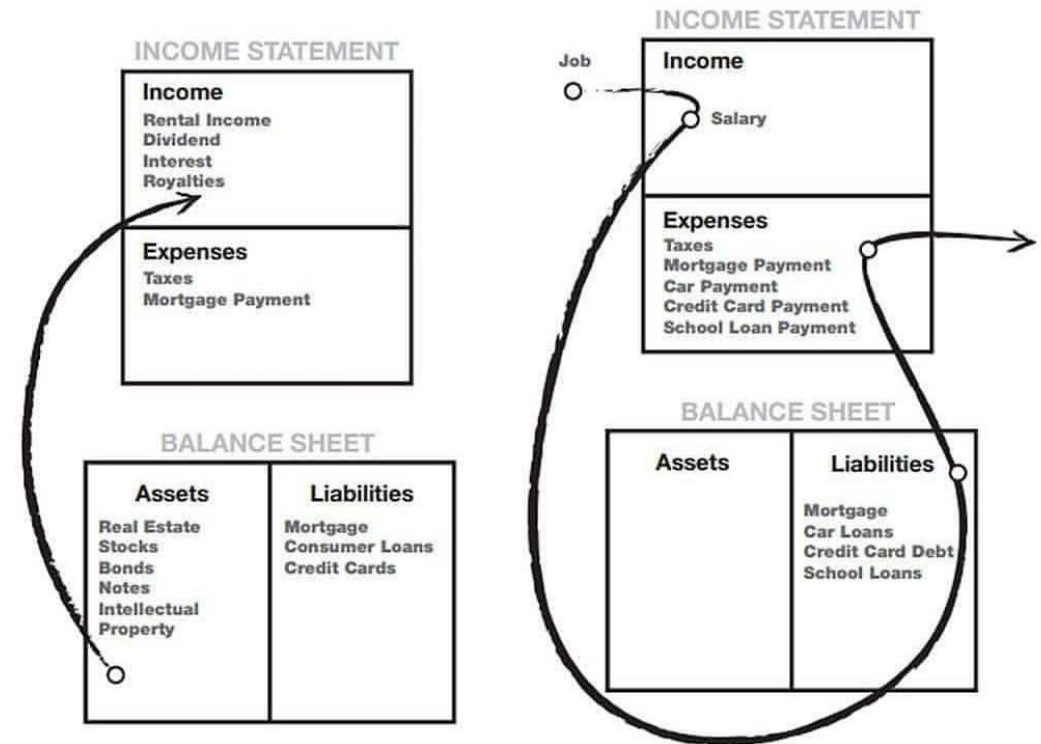 INCOME STATEMENT
Income
Rental Income
Dividend
Interest
Royalties
Expenses
Taxes
Mortgage Payment
BALANCE SHEET
Assets
Real Estate
Stocks
Bonds
Notes
Intellectual
Property
Liabilities
Mortgage
Consumer Loans
Credit Cards
INCOME STATEMENT
Job
Income
Salary
Expenses
Taxes
Mortgage Payment
Car Payment
Credit Card Payment
School Loan Payment
BALANCE SHEET
Assets
Liabilities
Mortgage
Car Loans
Credit Card Debt
School Loans